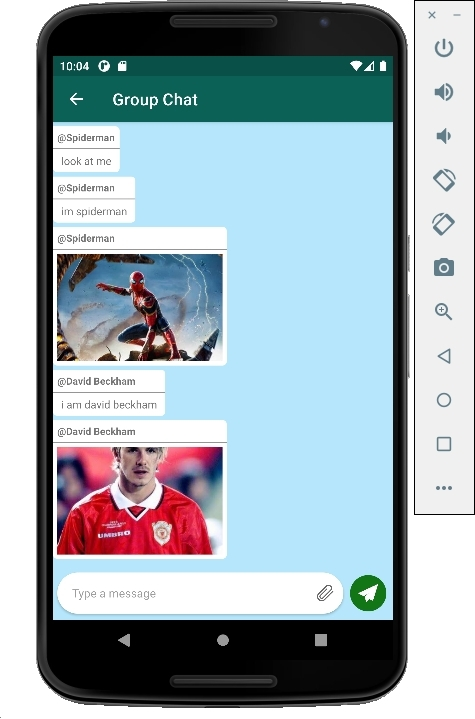 10:04
Group Chat
@Spiderman
look at me
@Spiderman
im spiderman
@Spiderman
@David Beckham
i am david beckham
@David Beckham
UMBRO
Type a message